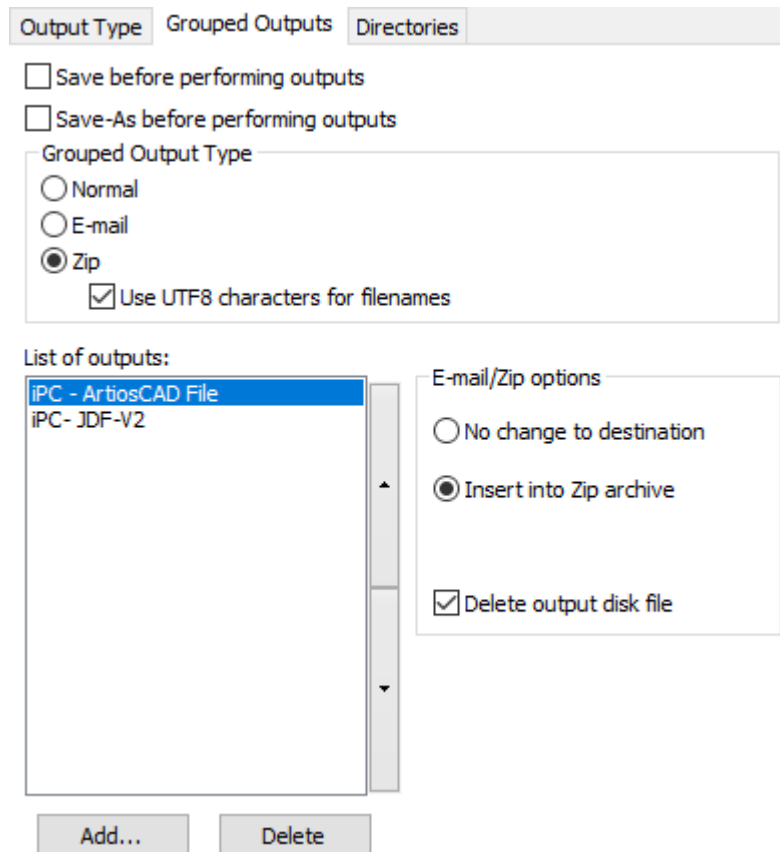 Output Type Grouped Outputs Directories
Save before performing outputs
Save-As before performing outputs
Grouped Output Type
Normal
E-mail
Zip
Use UTF8 characters for filenames
List of outputs:
iPC - ArtiosCAD File
iPC- JDF-V2
E-mail/Zip options
No change to destination
Insert into Zip archive
Delete output disk file
Add... Delete